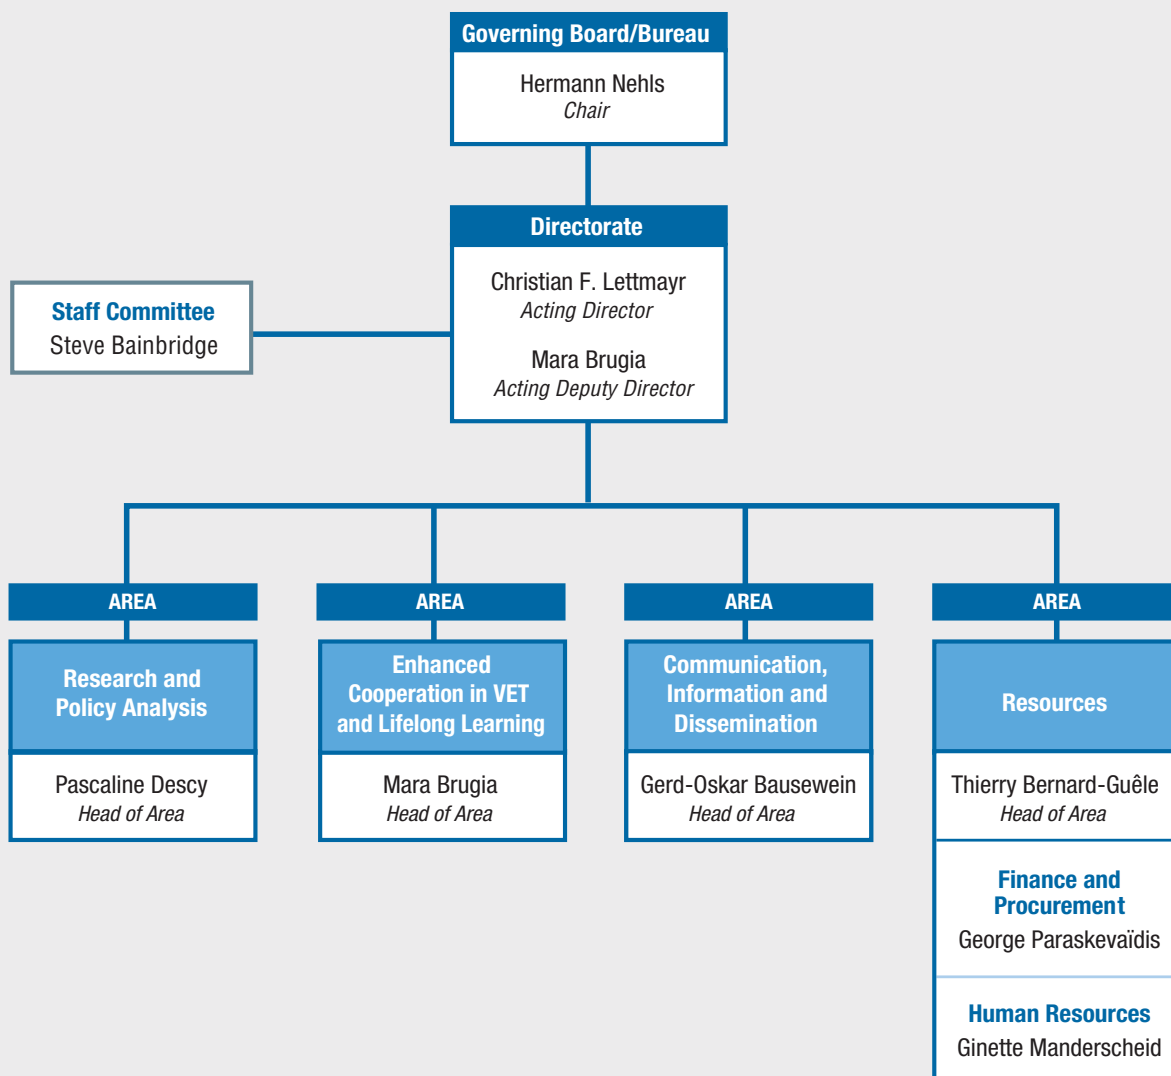 Governing Board/Bureau
Hermann Nehls
Chair
Directorate
Christian F. Lettmayr
Acting Director
Mara Brugia
Acting Deputy Director
Staff Committee
Steve Bainbridge
AREA
Research and
Policy Analysis
Pascaline Descy
Head of Area
AREA
Enhanced
Cooperation in VET
and Lifelong Learning
Mara Brugia
Head of Area
AREA
Communication,
Information and
Dissemination
Gerd-Oskar Bausewein
Head of Area
AREA
Resources
Thierry Bernard-Guêle
Head of Area
Finance and
Procurement
George Paraskevaïdis
Human Resources
Ginette Manderscheid